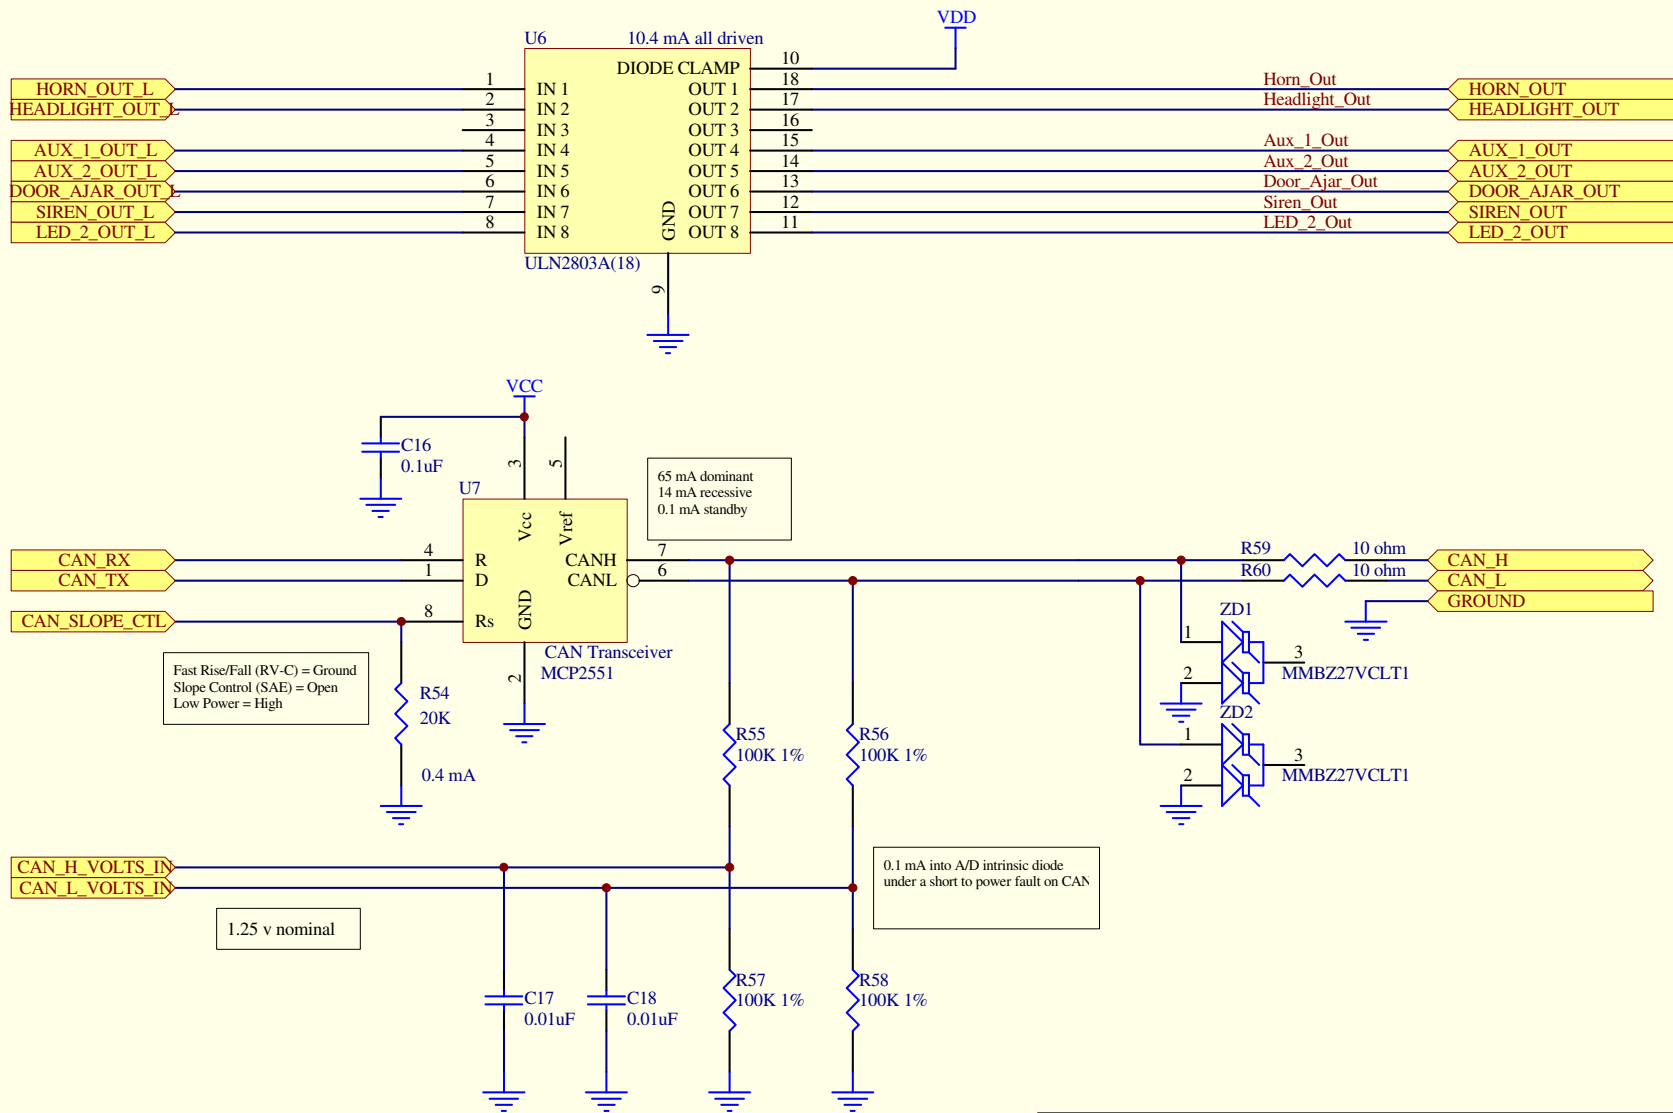 VDD
U6 10.4 mA all driven
DIODE CLAMP 10
HORN_OUT_L 1 IN 1 OUT 1 18 Horn_Out HORN_OUT
HEADLIGHT_OUT_L 2 IN 2 OUT 2 17 Headlight_Out HEADLIGHT_OUT
3 IN 3 OUT 3 16
AUX_1_OUT_L 4 IN 4 OUT 4 15 Aux_1_Out AUX_1_OUT
AUX_2_OUT_L 5 IN 5 OUT 5 14 Aux_2_Out AUX_2_OUT
DOOR_AJAR_OUT_L 6 IN 6 OUT 6 13 Door_Ajar_Out DOOR_AJAR_OUT
SIREN_OUT_L 7 IN 7 OUT 7 12 Siren_Out SIREN_OUT
LED_2_OUT_L 8 IN 8 OUT 8 11 LED_2_Out LED_2_OUT
GND
ULN2803A(18)
9
VCC
C16
0.1uF
3 5
U7
65 mA dominant
14 mA recessive
0.1 mA standby
Vcc Vref
CAN_RX 4 R CANH 7 R59 10 ohm CAN_H
CAN_TX 1 D CANL 6 R60 10 ohm CAN_L
GROUND
CAN_SLOPE_CTL 8 Rs GND
ZD1
1
3
2
MMBZ27VCLT1
CAN Transceiver
MCP2551
2
Fast Rise/Fall (RV-C) = Ground
Slope Control (SAE) = Open
Low Power = High
R54
20K
0.4 mA
ZD2
1
3
2
MMBZ27VCLT1
R55
100K 1%
R56
100K 1%
CAN_H_VOLTS_IN
CAN_L_VOLTS_IN
0.1 mA into A/D intrinsic diode
under a short to power fault on CAN
1.25 v nominal
C17
0.01uF
C18
0.01uF
R57
100K 1%
R58
100K 1%